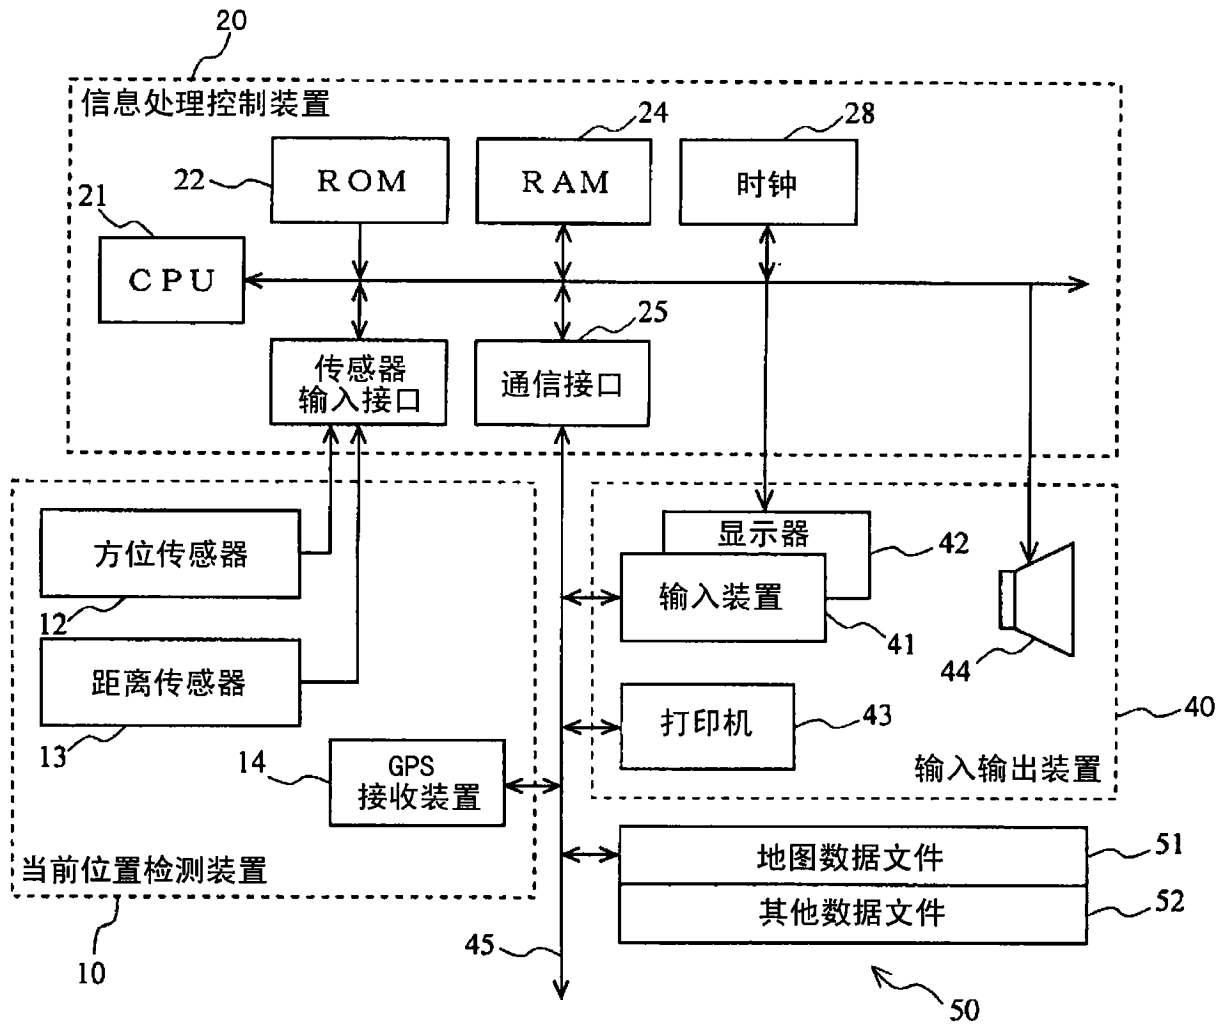 20
信息处理控制装置
24
28
22
ROM
RAM
时钟
21
CPU
25
传感器
输入接口
通信接口
方位传感器
12
显示器
42
输入装置
41
44
距离传感器
13
打印机
43
40
14
GPS
接收装置
输入输出装置
当前位置检测装置
10
地图数据文件
51
其他数据文件
52
45
50